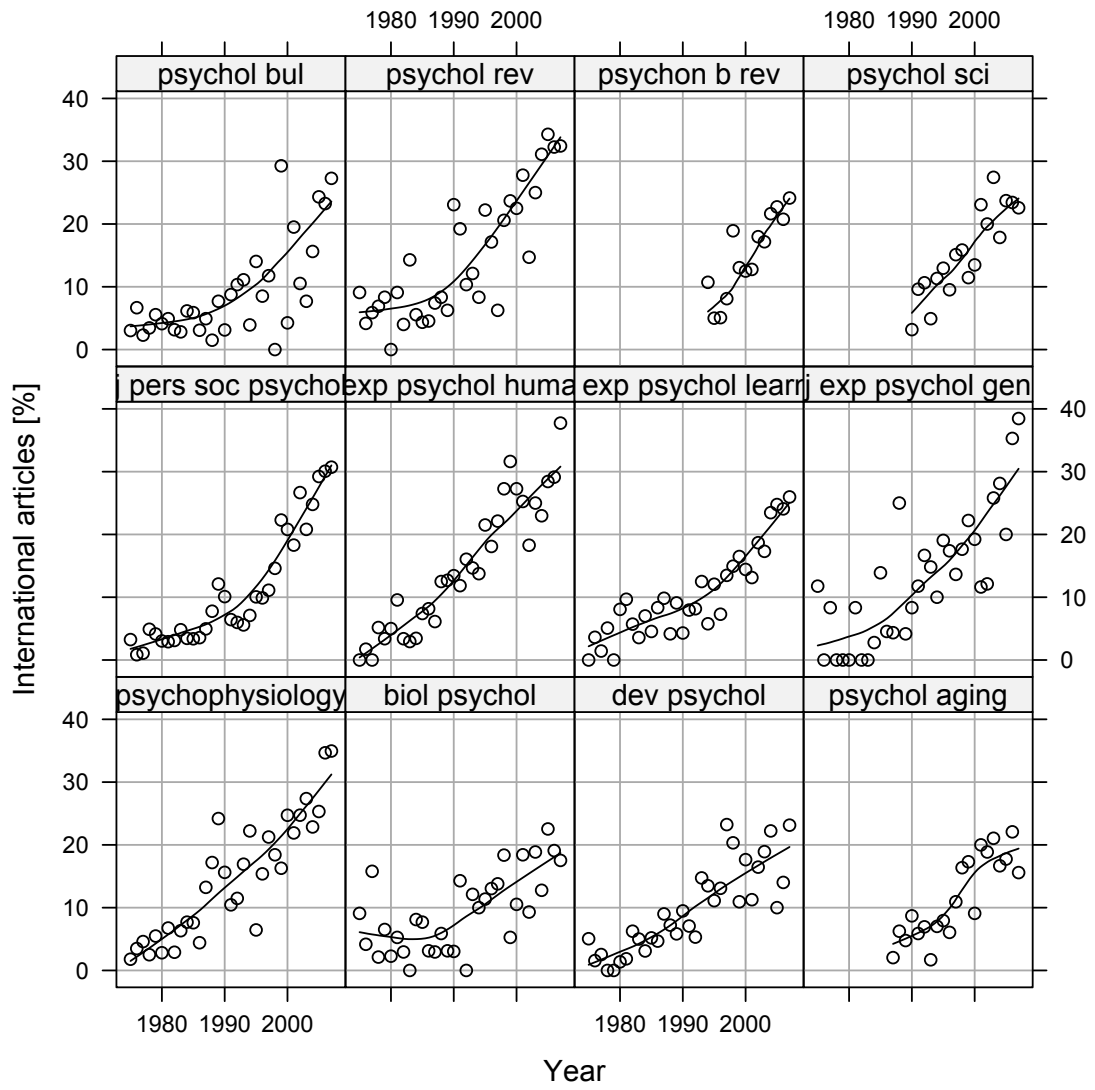 1980 1990 2000
1990 2000
psychol bul
psychol rev
psychon b rev
psychol sci
40
30
20
10
0
j pers soc psychol
exp psychol huma
exp psychol learn
j exp psychol gen
40
30
20
10
0
psychophysiology
biol psychol
dev psychol
psychol aging
40
30
20
10
0
1980 1990 2000
1980 1990 2000
International articles [%]
Year